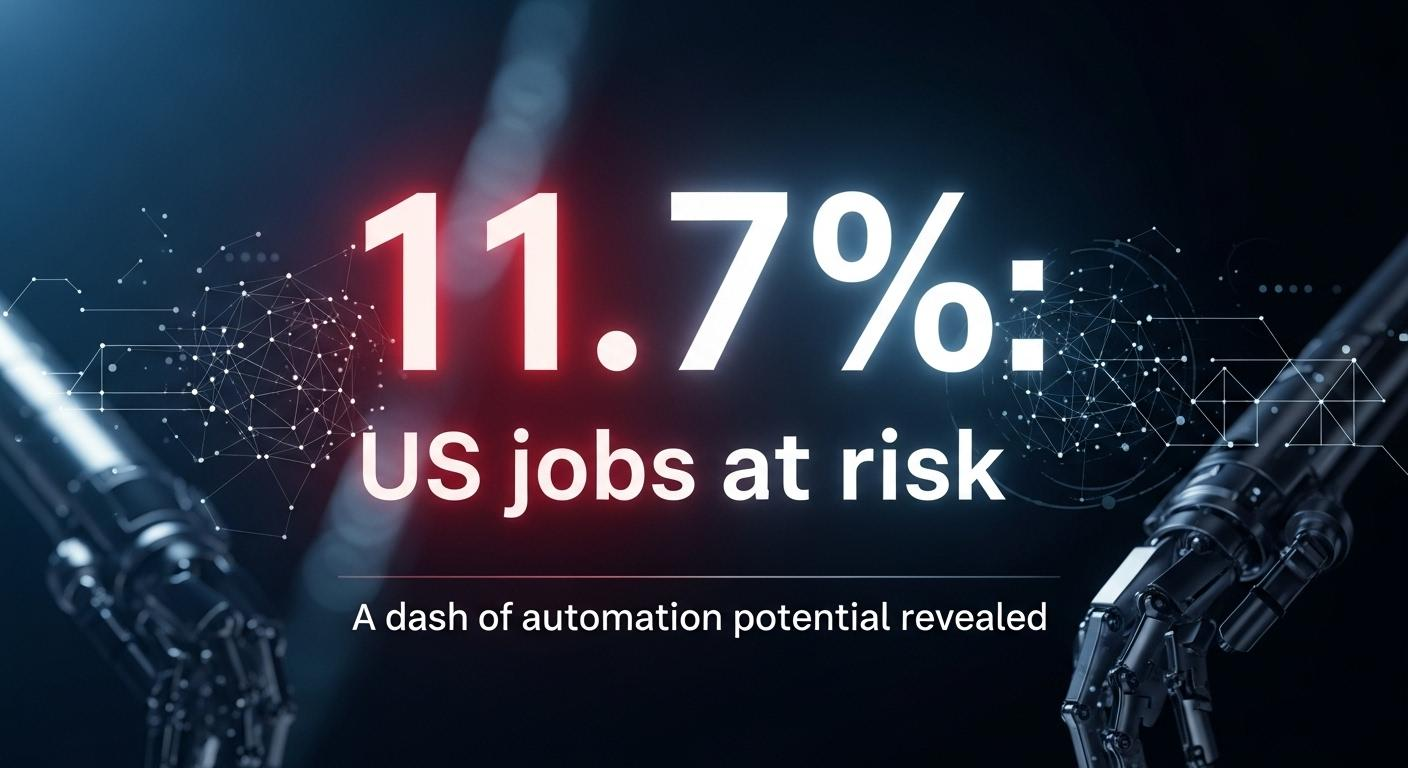 11.7%:
US jobs at risk
A dash of automation potential revealed